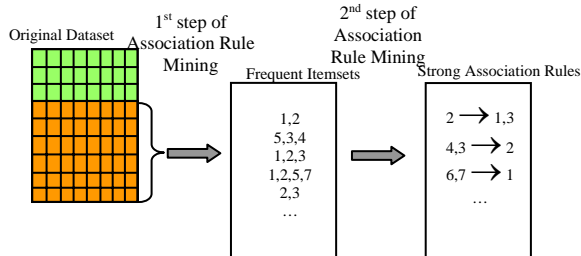 Original Dataset
1st step of
Association Rule
Mining
2nd step of
Association
Rule Mining
Frequent Itemsets
1,2
5,3,4
1,2,3
1,2,5,7
2,3
…
Strong Association Rules
2 → 1,3
4,3 → 2
6,7 → 1
…